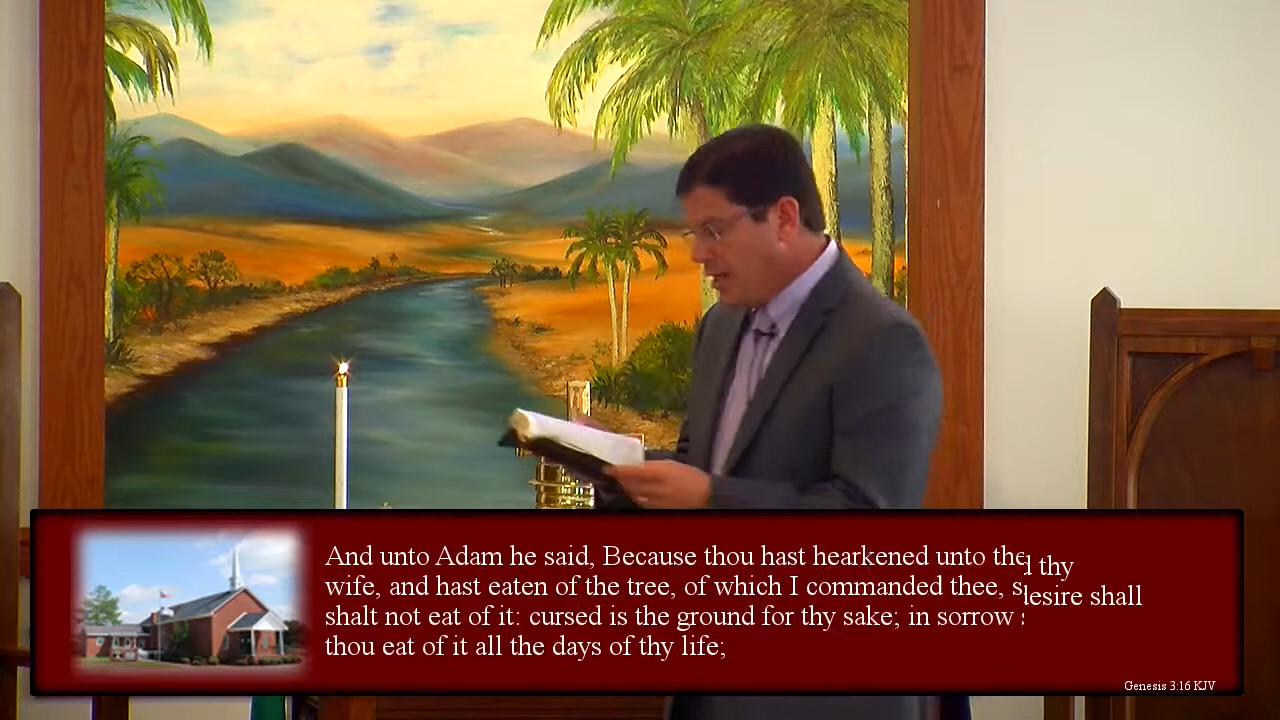 And unto Adam he said, Because thou hast hearkened unto the
wife, and hast eaten of the tree, of which I commanded thee, s
shalt not eat of it: cursed is the ground for thy sake; in sorrow
thou eat of it all the days of thy life;
d thy
desire shall
Genesis 3:16 KJV